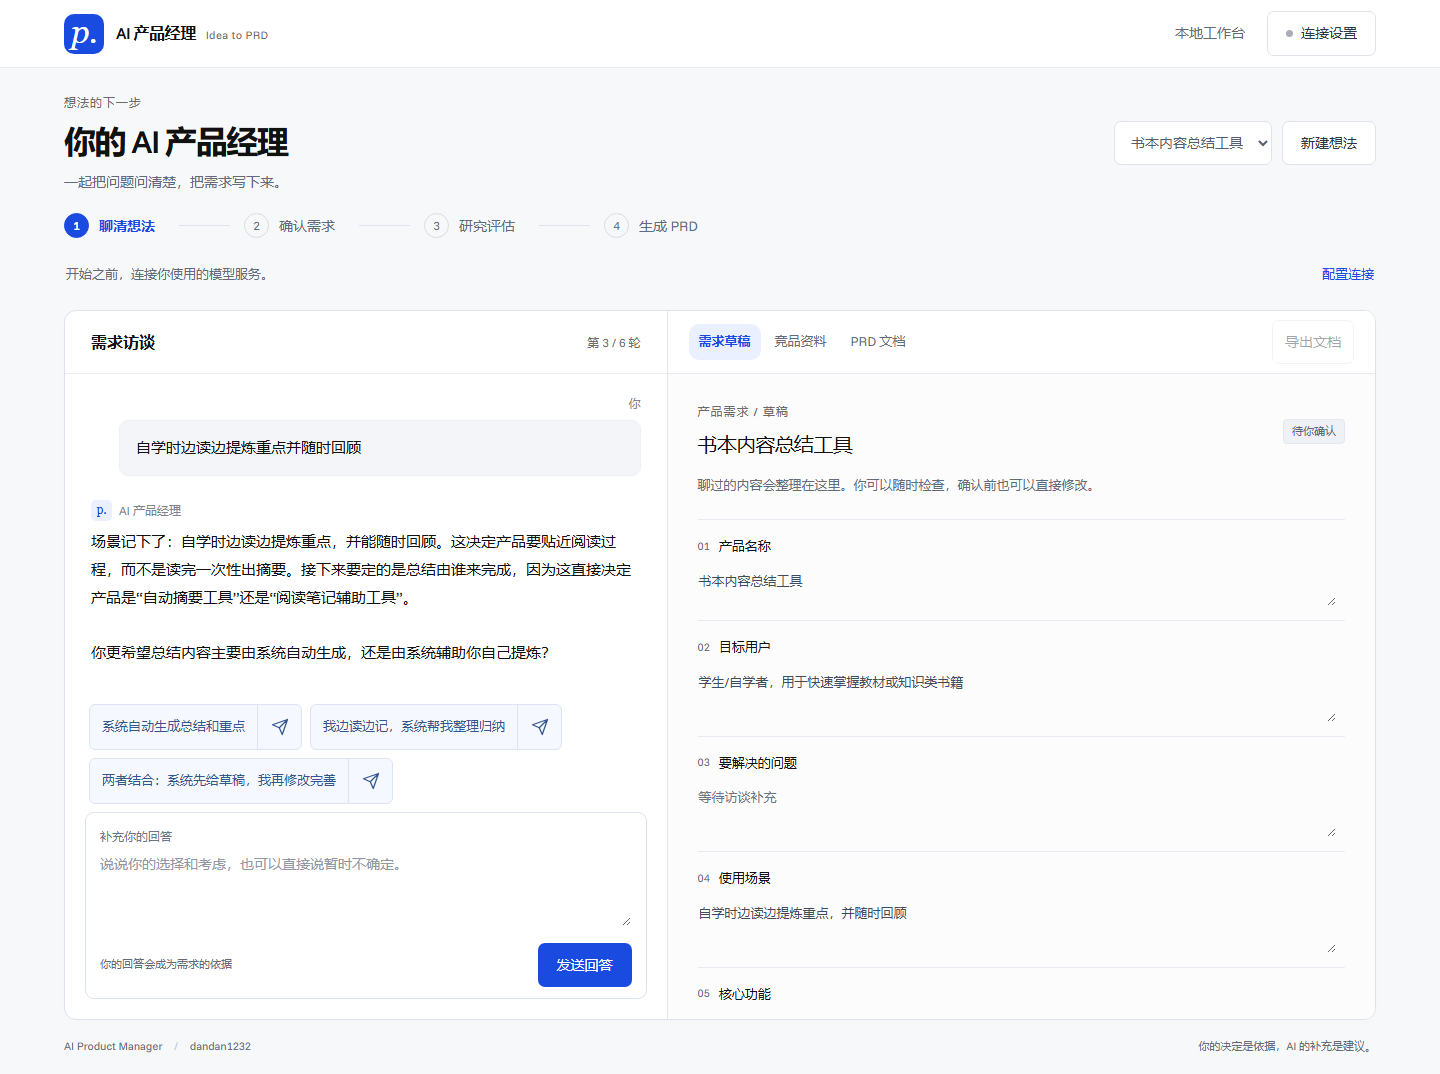 p. AI 产品经理 Idea to PRD
本地工作台
连接设置
想法的下一步
你的 AI 产品经理
一起把问题问清楚，把需求写下来。
书本内容总结工具
新建想法
1 聊清想法
2 确认需求
3 研究评估
4 生成 PRD
开始之前，连接你使用的模型服务。
配置连接
需求访谈
第 3 / 6 轮
你
自学时边读边提炼重点并随时回顾
p. AI 产品经理
场景记下了：自学时边读边提炼重点，并能随时回顾。这决定产品要贴近阅读过
程，而不是读完一次性出摘要。接下来要定的是总结由谁来完成，因为这直接决定
产品是“自动摘要工具”还是“阅读笔记辅助工具”。
你更希望总结内容主要由系统自动生成，还是由系统辅助你自己提炼？
系统自动生成总结和重点
我边读边记，系统帮我整理归纳
两者结合：系统先给草稿，我再修改完善
补充你的回答
说说你的选择和考虑，也可以直接说暂时不确定。
你的回答会成为需求的依据
发送回答
需求草稿
竞品资料
PRD 文档
导出文档
产品需求 / 草稿
书本内容总结工具
待你确认
聊过的内容会整理在这里。你可以随时检查，确认前也可以直接修改。
01 产品名称
书本内容总结工具
02 目标用户
学生/自学者，用于快速掌握教材或知识类书籍
03 要解决的问题
等待访谈补充
04 使用场景
自学时边读边提炼重点，并随时回顾
05 核心功能
AI Product Manager / dandan1232
你的决定是依据，AI 的补充是建议。